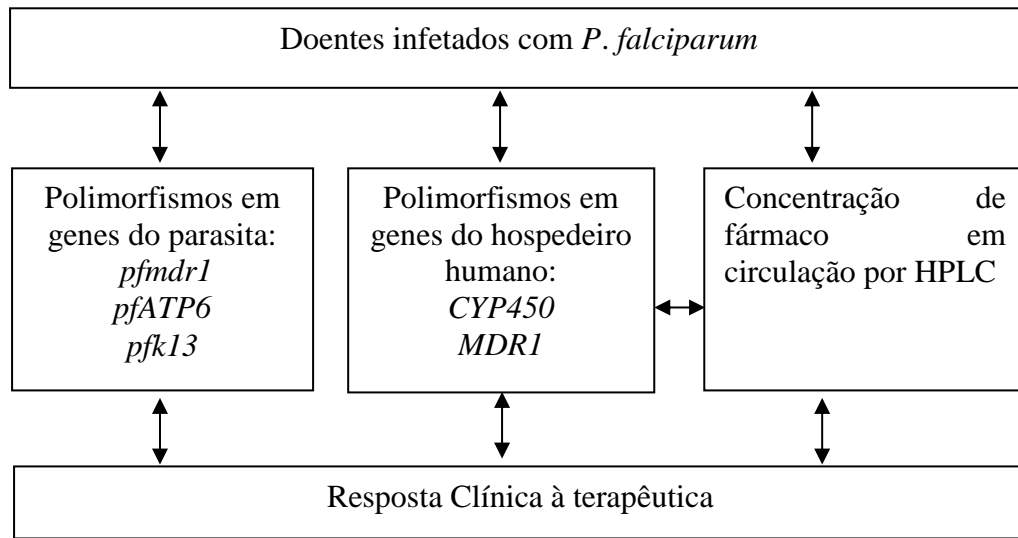 Doentes infetados com P. falciparum
Polimorfismos em
genes do parasita:
pfmdr1
pfATP6
pfk13
Polimorfismos em
genes do hospedeiro
humano:
CYP450
MDR1
Concentração de
fármaco em
circulação por HPLC
Resposta Clínica à terapêutica